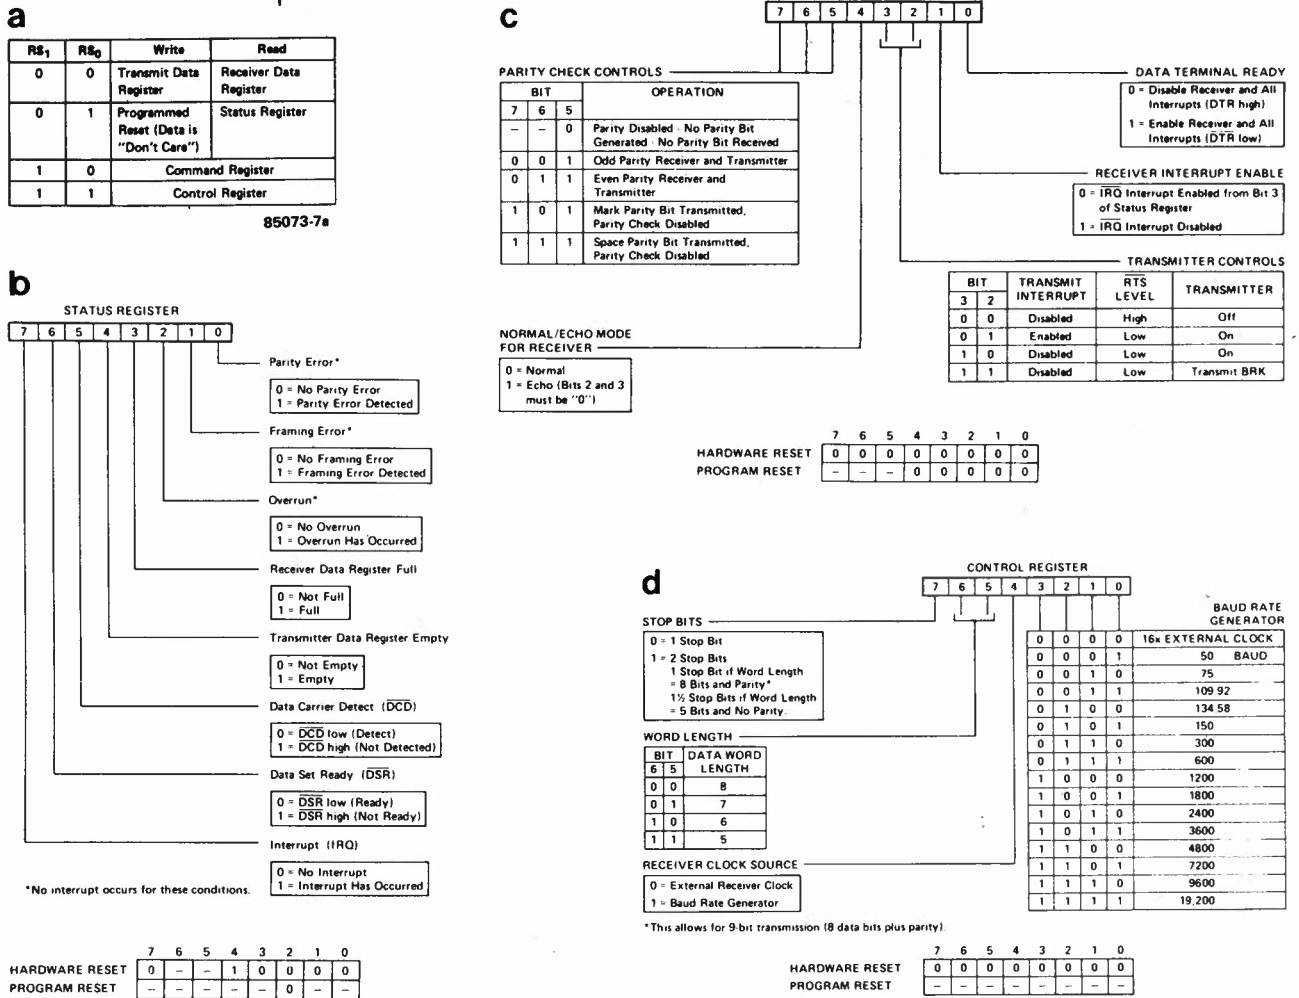 a
RS1 RS0 Write Read
0 0 Transmit Data Register Receiver Data Register
0 1 Programmed Reset (Data is "Don't Care") Status Register
1 0 Command Register
1 1 Control Register
85073-7a
b
STATUS REGISTER
7 6 5 4 3 2 1 0
Parity Error*
0 = No Parity Error
1 = Parity Error Detected
Framing Error*
0 = No Framing Error
1 = Framing Error Detected
Overrun*
0 = No Overrun
1 = Overrun Has Occurred
Receiver Data Register Full
0 = Not Full
1 = Full
Transmitter Data Register Empty
0 = Not Empty
1 = Empty
Data Carrier Detect (D̅C̅D̅)
0 = D̅C̅D̅ low (Detect)
1 = D̅C̅D̅ high (Not Detected)
Data Set Ready (D̅S̅R̅)
0 = D̅S̅R̅ low (Ready)
1 = D̅S̅R̅ high (Not Ready)
Interrupt (IRQ)
0 = No Interrupt
1 = Interrupt Has Occurred
*No interrupt occurs for these conditions.
7 6 5 4 3 2 1 0
HARDWARE RESET 0 – – 1 0 0 0 0
PROGRAM RESET – – – – – 0 – –
c
7 6 5 4 3 2 1 0
PARITY CHECK CONTROLS
BIT OPERATION
7 6 5
– – 0 Parity Disabled - No Parity Bit Generated - No Parity Bit Received
0 0 1 Odd Parity Receiver and Transmitter
0 1 1 Even Parity Receiver and Transmitter
1 0 1 Mark Parity Bit Transmitted, Parity Check Disabled
1 1 1 Space Parity Bit Transmitted, Parity Check Disabled
NORMAL/ECHO MODE
FOR RECEIVER
0 = Normal
1 = Echo (Bits 2 and 3
must be "0")
DATA TERMINAL READY
0 = Disable Receiver and All
Interrupts (DTR high)
1 = Enable Receiver and All
Interrupts (D̅T̅R̅ low)
RECEIVER INTERRUPT ENABLE
0 = I̅R̅Q̅ Interrupt Enabled from Bit 3
of Status Register
1 = I̅R̅Q̅ Interrupt Disabled
TRANSMITTER CONTROLS
BIT TRANSMIT INTERRUPT R̅T̅S̅ LEVEL TRANSMITTER
3 2
0 0 Disabled High Off
0 1 Enabled Low On
1 0 Disabled Low On
1 1 Disabled Low Transmit BRK
7 6 5 4 3 2 1 0
HARDWARE RESET 0 0 0 0 0 0 0 0
PROGRAM RESET – – – 0 0 0 0 0
d
CONTROL REGISTER
7 6 5 4 3 2 1 0
STOP BITS
0 = 1 Stop Bit
1 = 2 Stop Bits
1 Stop Bit if Word Length
= 8 Bits and Parity*
1½ Stop Bits if Word Length
= 5 Bits and No Parity.
WORD LENGTH
BIT DATA WORD LENGTH
6 5
0 0 8
0 1 7
1 0 6
1 1 5
RECEIVER CLOCK SOURCE
0 = External Receiver Clock
1 = Baud Rate Generator
*This allows for 9-bit transmission (8 data bits plus parity).
BAUD RATE
GENERATOR
0 0 0 0 16x EXTERNAL CLOCK
0 0 0 1 50 BAUD
0 0 1 0 75
0 0 1 1 109.92
0 1 0 0 134.58
0 1 0 1 150
0 1 1 0 300
0 1 1 1 600
1 0 0 0 1200
1 0 0 1 1800
1 0 1 0 2400
1 0 1 1 3600
1 1 0 0 4800
1 1 0 1 7200
1 1 1 0 9600
1 1 1 1 19,200
7 6 5 4 3 2 1 0
HARDWARE RESET 0 0 0 0 0 0 0 0
PROGRAM RESET – – – – – – – –